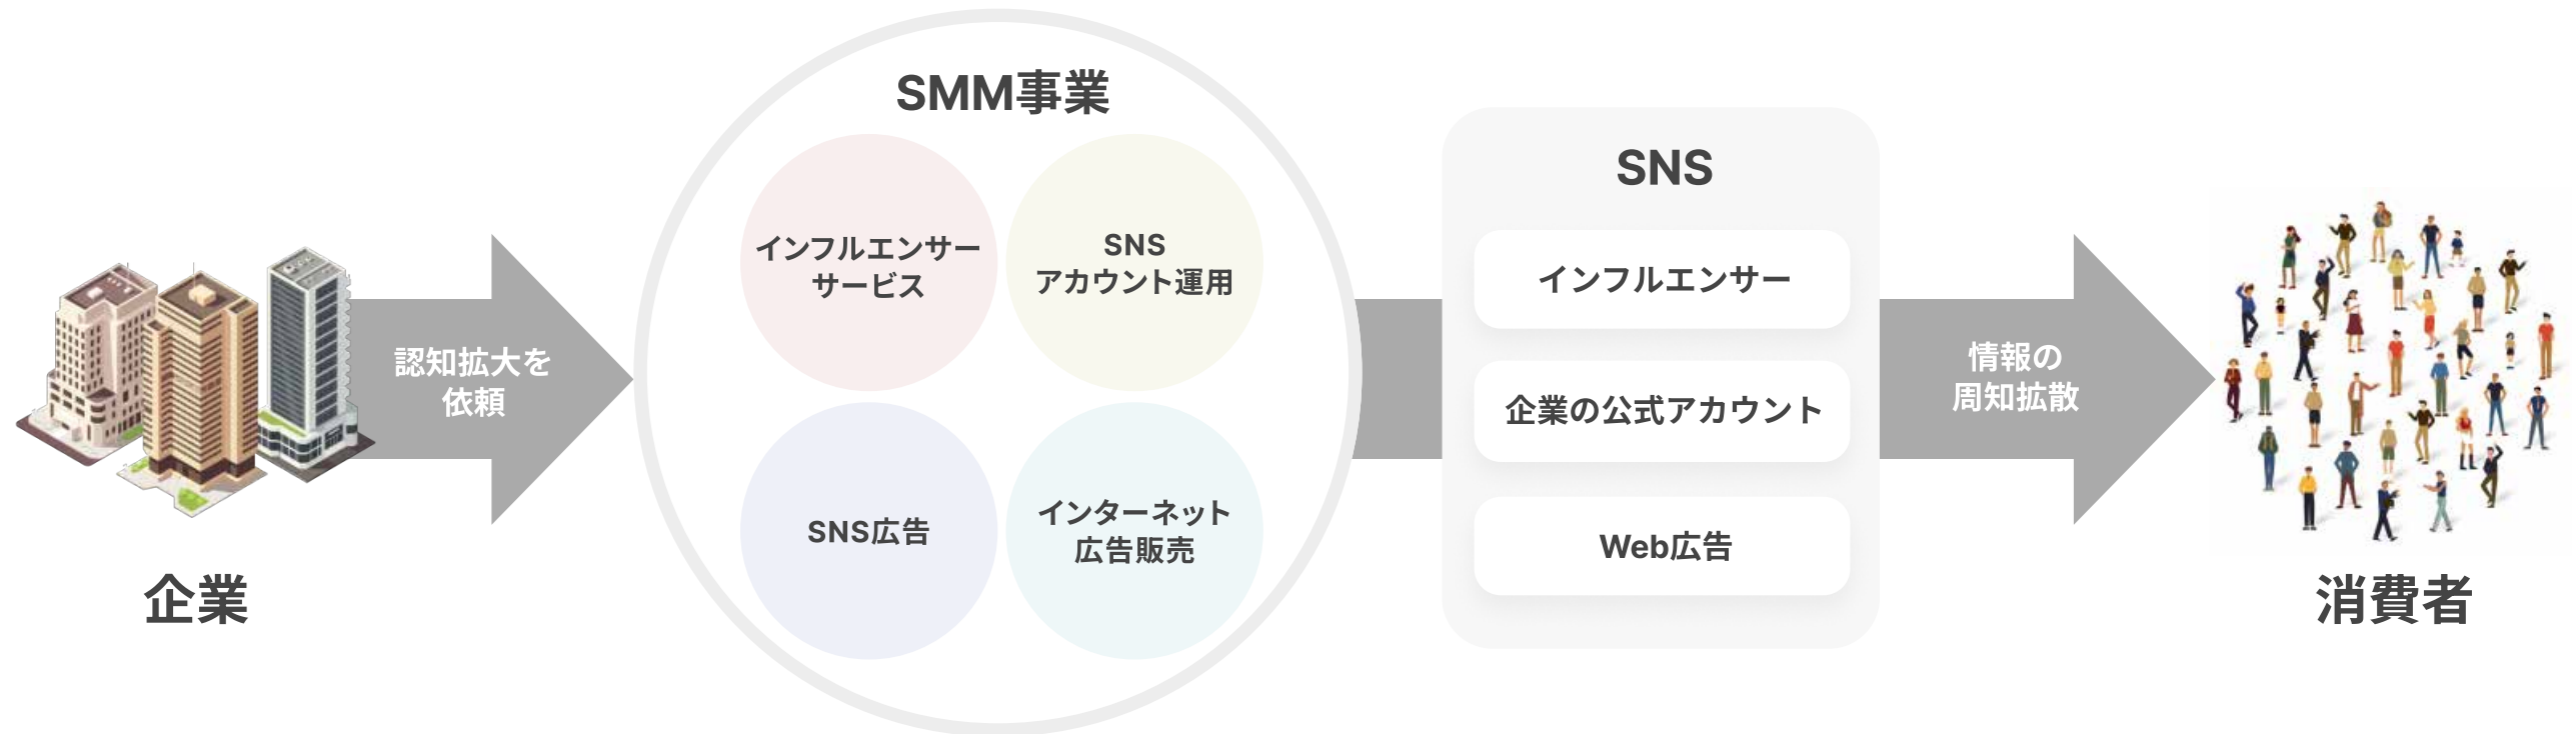 SMM事業
インフルエンサー
サービス
SNS
アカウント運用
SNS広告
インターネット
広告販売
認知拡大を
依頼
企業
SNS
インフルエンサー
企業の公式アカウント
Web広告
情報の
周知拡散
消費者